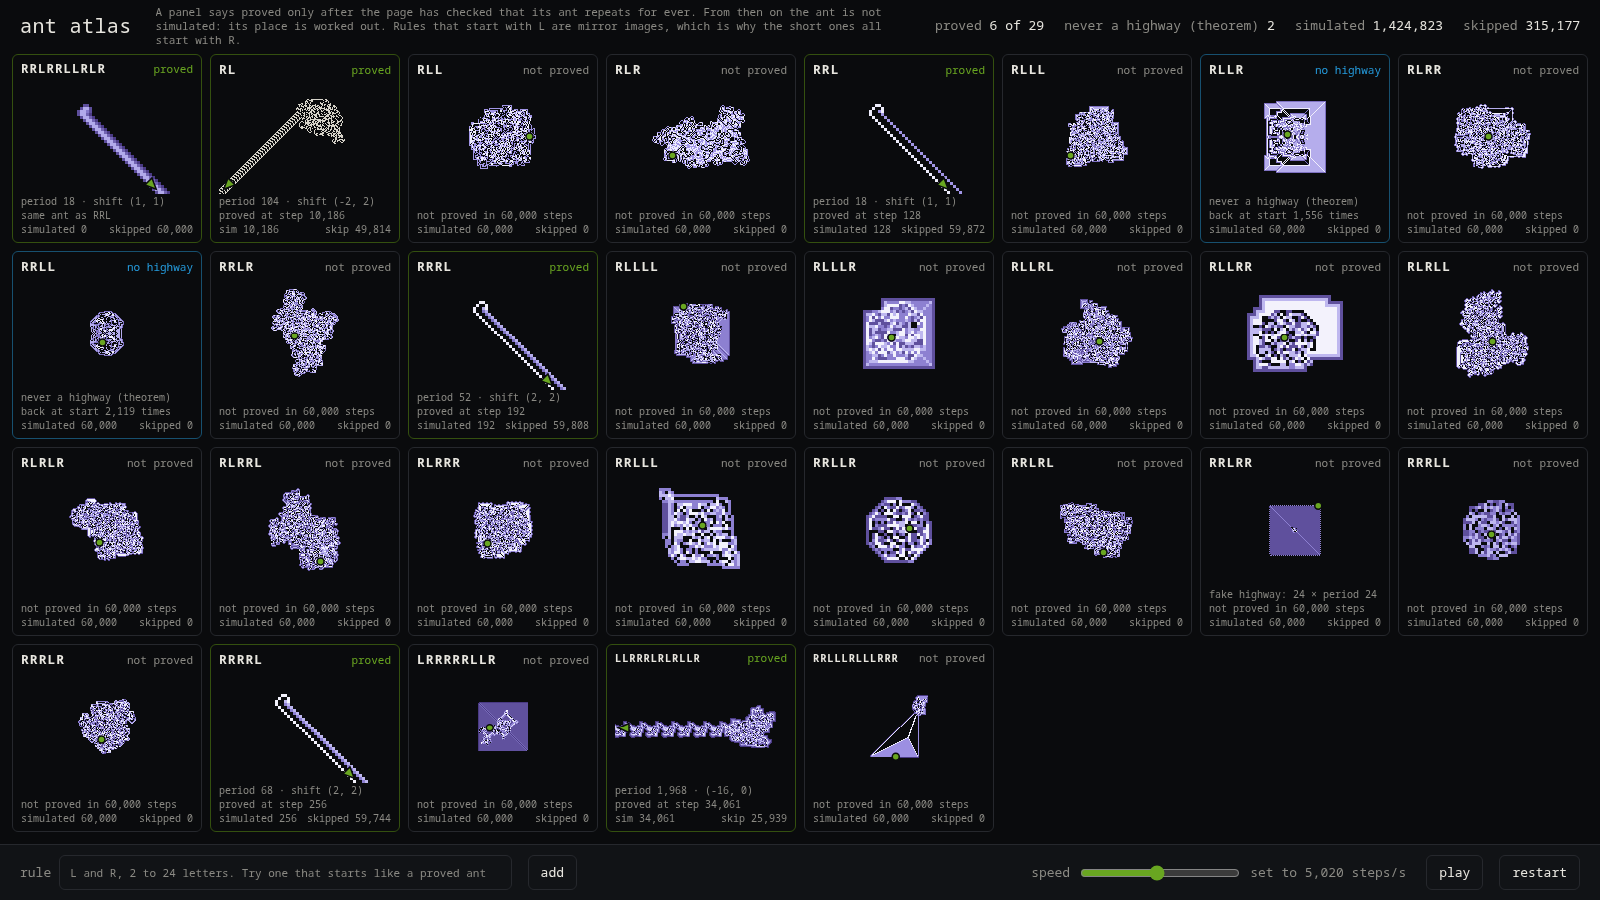 ant atlas
A panel says proved only after the page has checked that its ant repeats for ever. From then on the ant is not
simulated: its place is worked out. Rules that start with L are mirror images, which is why the short ones all
start with R.
proved 6 of 29 never a highway (theorem) 2 simulated 1,424,823 skipped 315,177
RRLRRLLRLR proved
period 18 · shift (1, 1)
same ant as RRL
simulated 0 skipped 60,000
RL proved
period 104 · shift (-2, 2)
proved at step 10,186
sim 10,186 skip 49,814
RLL not proved
not proved in 60,000 steps
simulated 60,000 skipped 0
RLR not proved
not proved in 60,000 steps
simulated 60,000 skipped 0
RRL proved
period 18 · shift (1, 1)
proved at step 128
simulated 128 skipped 59,872
RLLL not proved
not proved in 60,000 steps
simulated 60,000 skipped 0
RLLR no highway
never a highway (theorem)
back at start 1,556 times
simulated 60,000 skipped 0
RLRR not proved
not proved in 60,000 steps
simulated 60,000 skipped 0
RRLL no highway
never a highway (theorem)
back at start 2,119 times
simulated 60,000 skipped 0
RRLR not proved
not proved in 60,000 steps
simulated 60,000 skipped 0
RRRL proved
period 52 · shift (2, 2)
proved at step 192
simulated 192 skipped 59,808
RLLLL not proved
not proved in 60,000 steps
simulated 60,000 skipped 0
RLLLR not proved
not proved in 60,000 steps
simulated 60,000 skipped 0
RLLRL not proved
not proved in 60,000 steps
simulated 60,000 skipped 0
RLLRR not proved
not proved in 60,000 steps
simulated 60,000 skipped 0
RLRLL not proved
not proved in 60,000 steps
simulated 60,000 skipped 0
RLRLR not proved
not proved in 60,000 steps
simulated 60,000 skipped 0
RLRRL not proved
not proved in 60,000 steps
simulated 60,000 skipped 0
RLRRR not proved
not proved in 60,000 steps
simulated 60,000 skipped 0
RRLLL not proved
not proved in 60,000 steps
simulated 60,000 skipped 0
RRLLR not proved
not proved in 60,000 steps
simulated 60,000 skipped 0
RRLRL not proved
not proved in 60,000 steps
simulated 60,000 skipped 0
RRLRR not proved
fake highway: 24 × period 24
not proved in 60,000 steps
simulated 60,000 skipped 0
RRRLL not proved
not proved in 60,000 steps
simulated 60,000 skipped 0
RRRLR not proved
not proved in 60,000 steps
simulated 60,000 skipped 0
RRRRL proved
period 68 · shift (2, 2)
proved at step 256
simulated 256 skipped 59,744
LRRRRRLLR not proved
not proved in 60,000 steps
simulated 60,000 skipped 0
LLRRRLRLRLLR proved
period 1,968 · (-16, 0)
proved at step 34,061
sim 34,061 skip 25,939
RRLLLRLLLRRR not proved
not proved in 60,000 steps
simulated 60,000 skipped 0
rule L and R, 2 to 24 letters. Try one that starts like a proved ant add speed set to 5,020 steps/s play restart